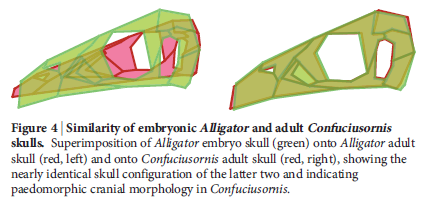 Figure 4 | Similarity of embryonic Alligator and adult Confuciusornis
skulls. Superimposition of Alligator embryo skull (green) onto Alligator adult
skull (red, left) and onto Confuciusornis adult skull (red, right), showing the
nearly identical skull configuration of the latter two and indicating
paedomorphic cranial morphology in Confuciusornis.